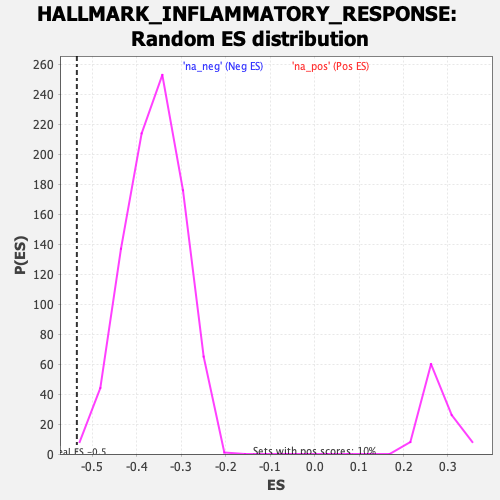 HALLMARK_INFLAMMATORY_RESPONSE:
Random ES distribution
'na_neg' (Neg ES) 'na_pos' (Pos ES)
260
240
220
200
180
160
140
120
100
80
60
40
20
0
P(ES)
ES -0.5
Sets with pos scores: 10%
-0.5 -0.4 -0.3 -0.2 -0.1 0.0 0.1 0.2 0.3
ES